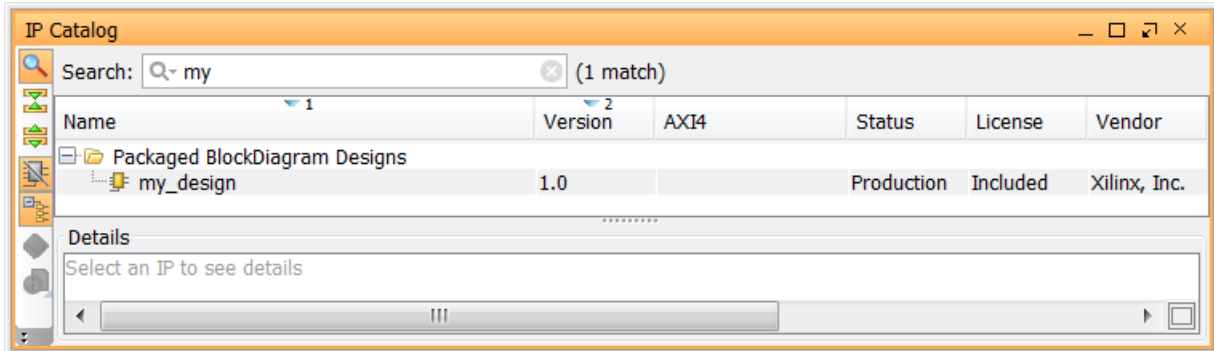 IP Catalog
Search: my (1 match)
Name 1 Version 2 AXI4 Status License Vendor
Packaged BlockDiagram Designs
my_design 1.0 Production Included Xilinx, Inc.
Details
Select an IP to see details